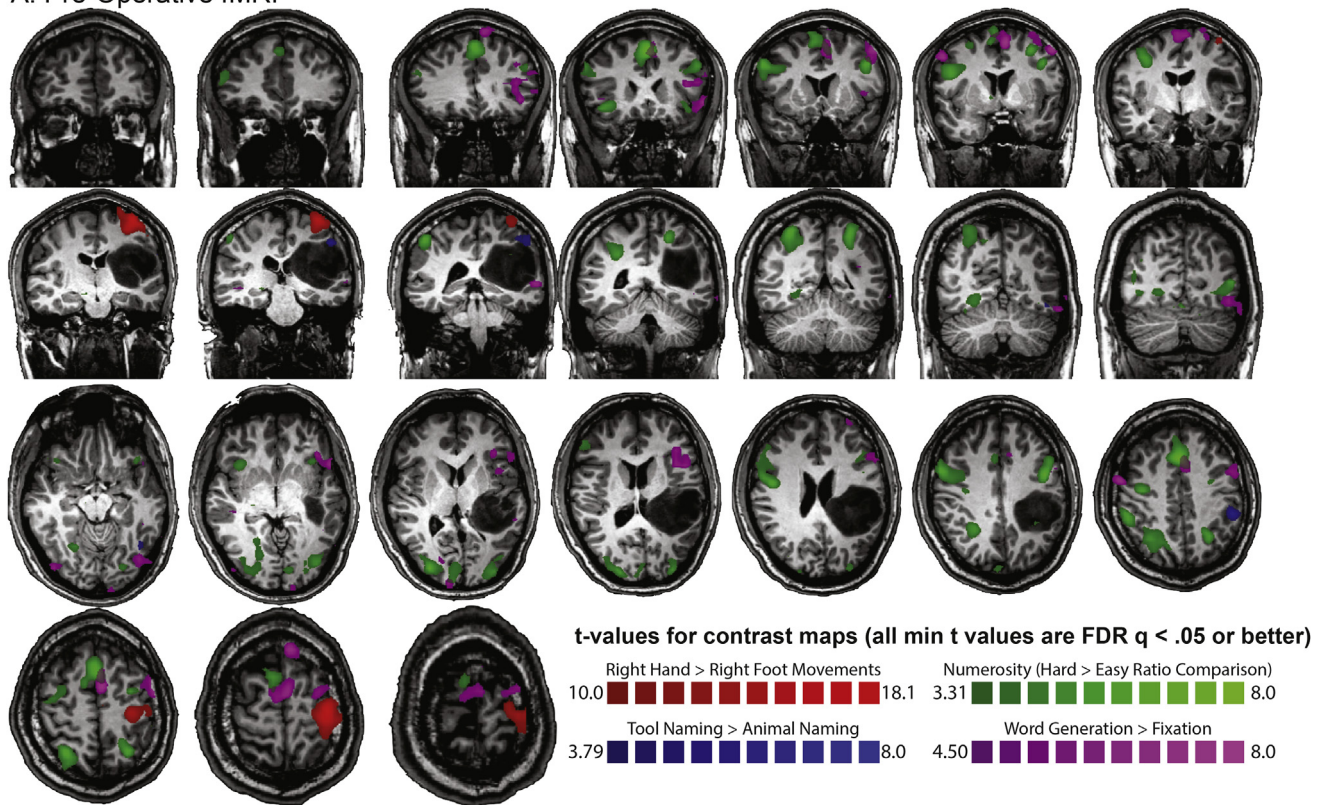 t-values for contrast maps (all min t values are FDR q < .05 or better)
Right Hand > Right Foot Movements
10.0 18.1
Numerosity (Hard > Easy Ratio Comparison)
3.31 8.0
Tool Naming > Animal Naming
3.79 8.0
Word Generation > Fixation
4.50 8.0